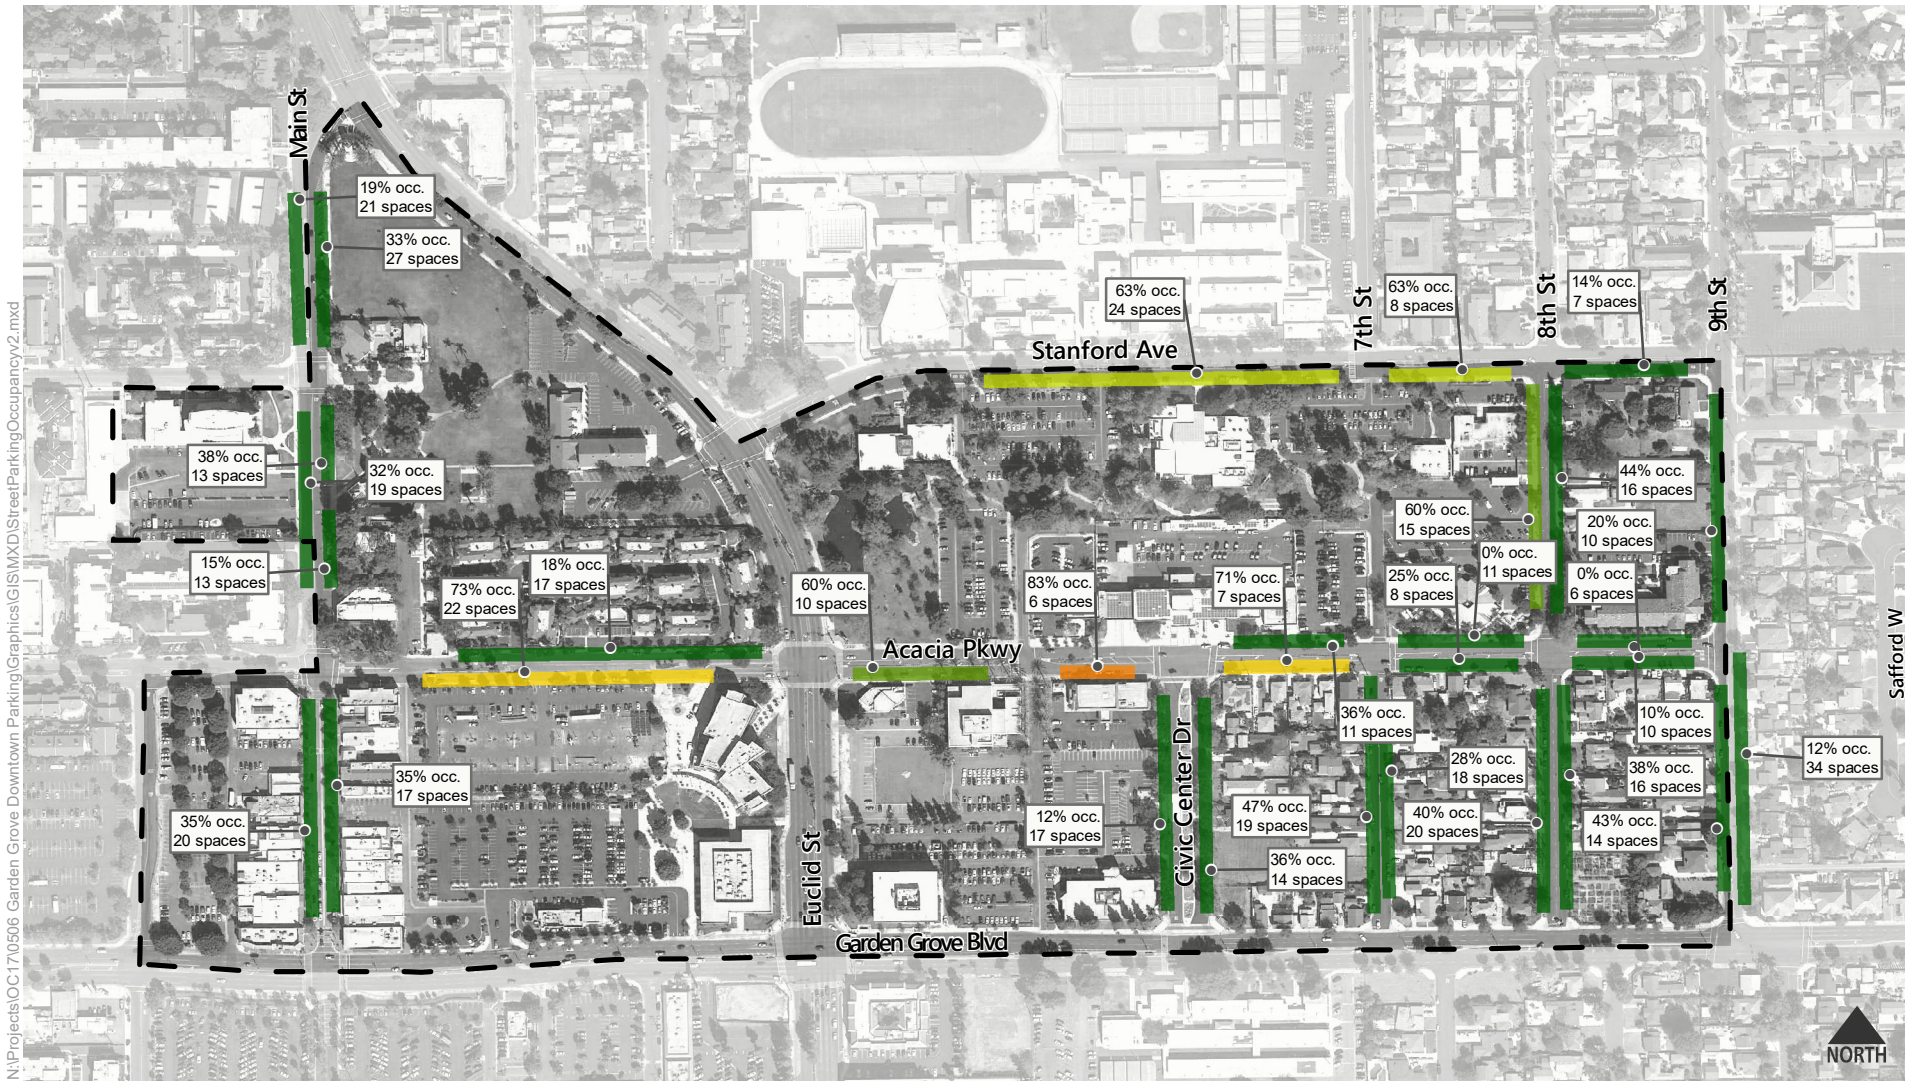 Main St
19% occ.
21 spaces
33% occ.
27 spaces
63% occ.
24 spaces
7th St
63% occ.
8 spaces
8th St
14% occ.
7 spaces
9th St
Stanford Ave
38% occ.
13 spaces
32% occ.
19 spaces
44% occ.
16 spaces
60% occ.
15 spaces
20% occ.
10 spaces
15% occ.
13 spaces
18% occ.
17 spaces
73% occ.
22 spaces
60% occ.
10 spaces
83% occ.
6 spaces
71% occ.
7 spaces
0% occ.
11 spaces
25% occ.
8 spaces
0% occ.
6 spaces
Acacia Pkwy
Safford W
36% occ.
11 spaces
10% occ.
10 spaces
12% occ.
34 spaces
35% occ.
17 spaces
28% occ.
18 spaces
38% occ.
16 spaces
35% occ.
20 spaces
12% occ.
17 spaces
Civic Center Dr
47% occ.
19 spaces
40% occ.
20 spaces
43% occ.
14 spaces
36% occ.
14 spaces
Euclid St
Garden Grove Blvd
NORTH
N:\Projects\OC17\0506 Garden Grove Downtown Parking\Graphics\GIS\MXD\StreetParkingOccupancyv2.mxd